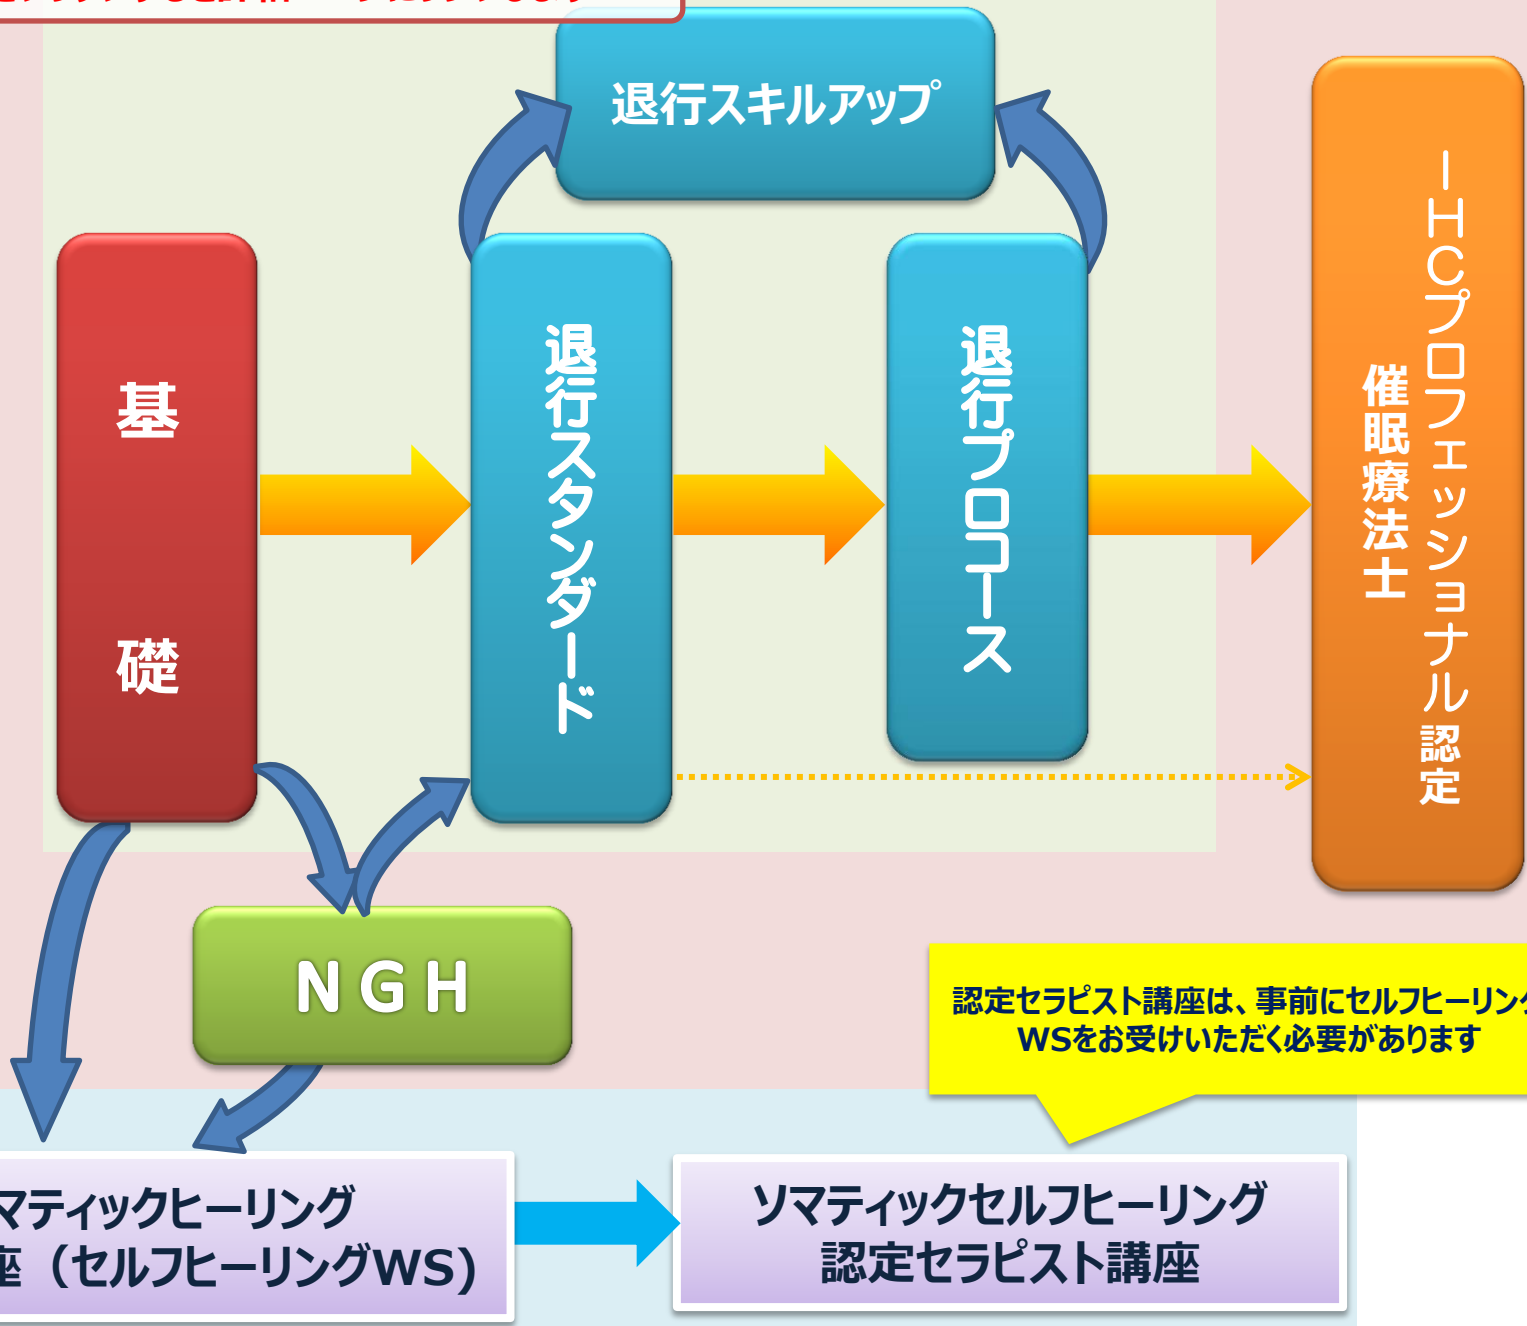 退行スキルアップ
基礎
退行スタンダード
退行プロコース
IHCプロフェッショナル認定
催眠療法士
NGH
認定セラピスト講座は、事前にセルフヒーリング
WSをお受けいただく必要があります
マティックヒーリング
座（セルフヒーリングWS)
ソマティックセルフヒーリング
認定セラピスト講座